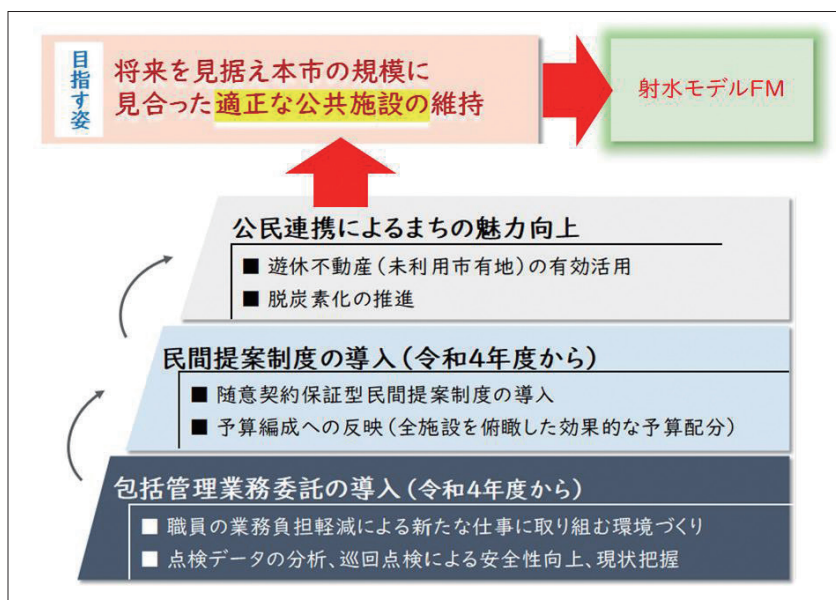 目指す姿
将来を見据え本市の規模に
見合った適正な公共施設の維持
射水モデルFM
公民連携によるまちの魅力向上
■ 遊休不動産(未利用市有地)の有効活用
■ 脱炭素化の推進
民間提案制度の導入(令和4年度から)
■ 随意契約保証型民間提案制度の導入
■ 予算編成への反映(全施設を俯瞰した効果的な予算配分)
包括管理業務委託の導入(令和4年度から)
■ 職員の業務負担軽減による新たな仕事に取り組む環境づくり
■ 点検データの分析、巡回点検による安全性向上、現状把握